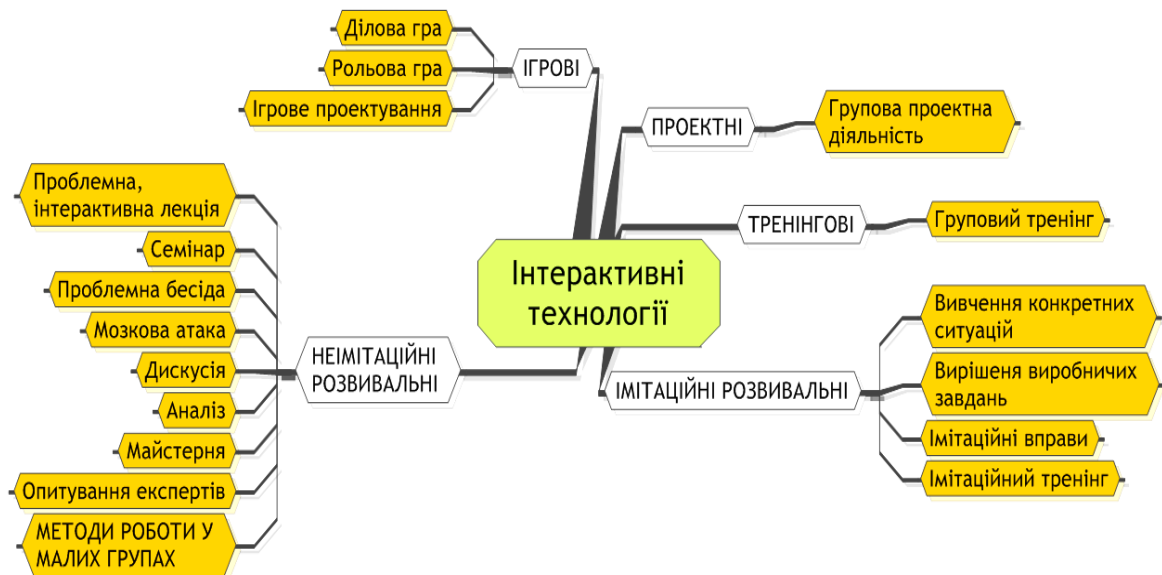 Ділова гра
Рольова гра
Ігрове проектування
ІГРОВІ
ПРОЕКТНІ
Групова проектна
діяльність
ТРЕНІНГОВІ
Груповий тренінг
Інтерактивні
технології
Проблемна,
інтерактивна лекція
Семінар
Проблемна бесіда
Мозкова атака
Дискусія
Аналіз
Майстерня
Опитування експертів
МЕТОДИ РОБОТИ У
МАЛИХ ГРУПАХ
НЕІМІТАЦІЙНІ
РОЗВИВАЛЬНІ
ІМІТАЦІЙНІ РОЗВИВАЛЬНІ
Вивчення конкретних
ситуацій
Вирішеня виробничих
завдань
Імітаційні вправи
Імітаційний тренінг